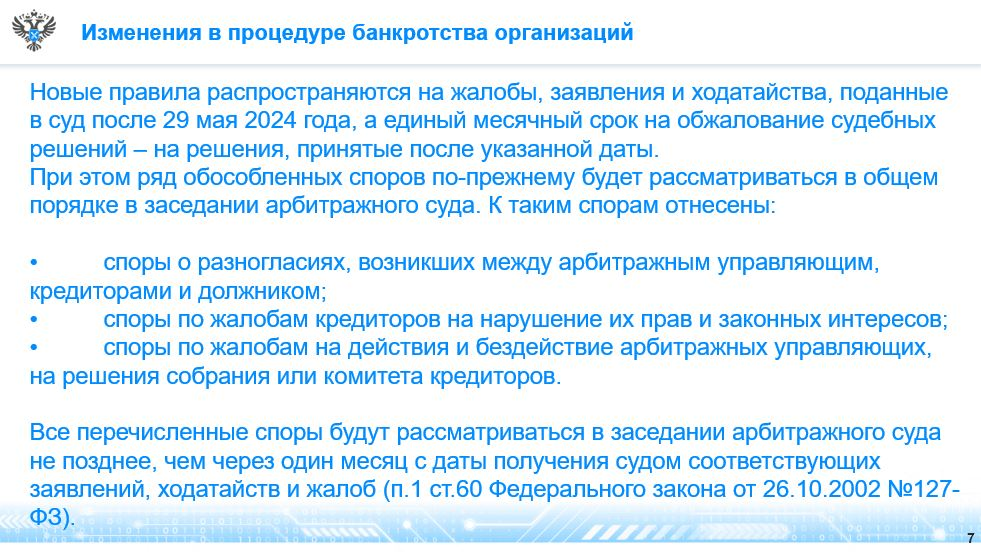 Изменения в процедуре банкротства организаций
Новые правила распространяются на жалобы, заявления и ходатайства, поданные
в суд после 29 мая 2024 года, а единый месячный срок на обжалование судебных
решений – на решения, принятые после указанной даты.
При этом ряд обособленных споров по-прежнему будет рассматриваться в общем
порядке в заседании арбитражного суда. К таким спорам отнесены:
• споры о разногласиях, возникших между арбитражным управляющим,
кредиторами и должником;
• споры по жалобам кредиторов на нарушение их прав и законных интересов;
• споры по жалобам на действия и бездействие арбитражных управляющих,
на решения собрания или комитета кредиторов.
Все перечисленные споры будут рассматриваться в заседании арбитражного суда
не позднее, чем через один месяц с даты получения судом соответствующих
заявлений, ходатайств и жалоб (п.1 ст.60 Федерального закона от 26.10.2002 №127-
ФЗ).
7